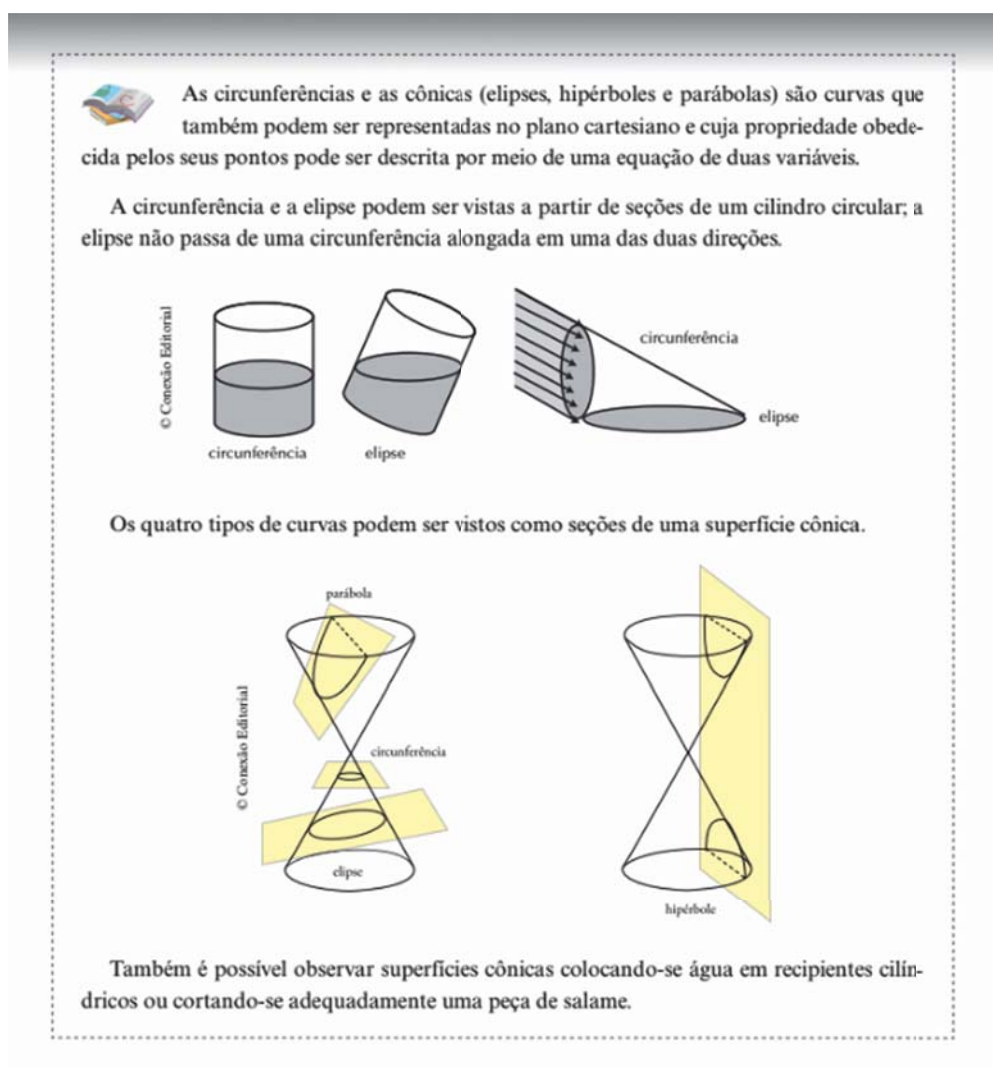 As circunferências e as cônicas (elipses, hipérboles e parábolas) são curvas que
também podem ser representadas no plano cartesiano e cuja propriedade obede-
cida pelos seus pontos pode ser descrita por meio de uma equação de duas variáveis.
A circunferência e a elipse podem ser vistas a partir de seções de um cilindro circular; a
elipse não passa de uma circunferência alongada em uma das duas direções.
© Conexão Editorial
circunferência
elipse
circunferência
elipse
Os quatro tipos de curvas podem ser vistos como seções de uma superfície cônica.
© Conexão Editorial
parábola
circunferência
elipse
hipérbole
Também é possível observar superfícies cônicas colocando-se água em recipientes cilín-
dricos ou cortando-se adequadamente uma peça de salame.